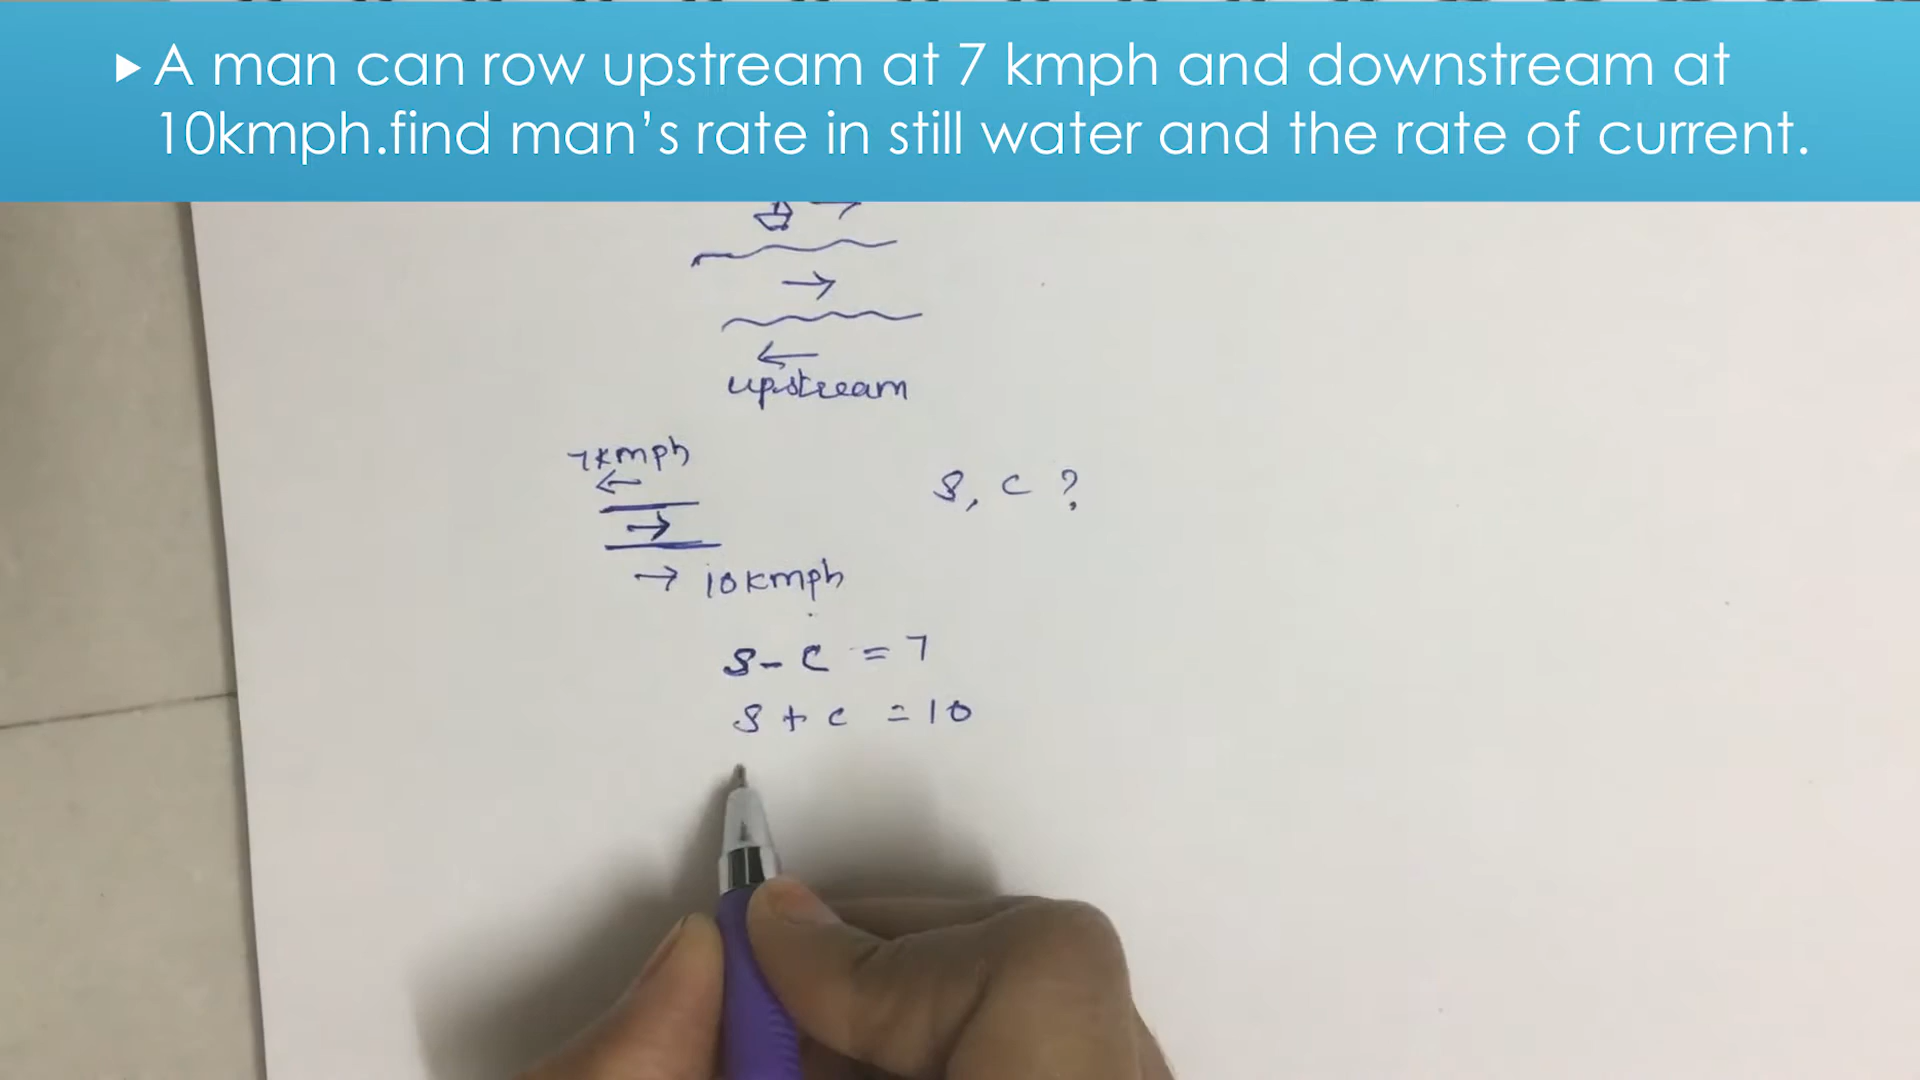 A man can row upstream at 7 kmph and downstream at
10kmph.find man’s rate in still water and the rate of current.
upstream
7kmph
S, C ?
10kmph
S - C = 7
S + C = 10